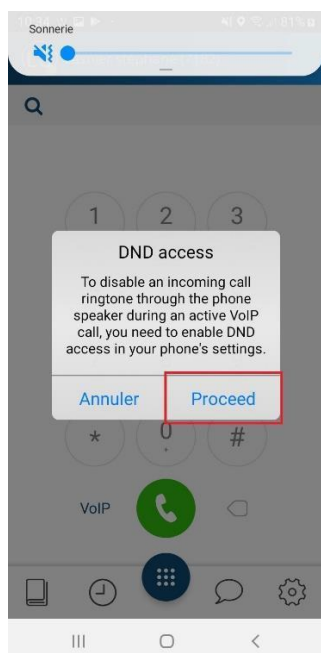 Sonnerie
1 2 3
DND access
To disable an incoming call
ringtone through the phone
speaker during an active VoIP
call, you need to enable DND
access in your phone's settings.
Annuler Proceed
* 0 #
VoIP